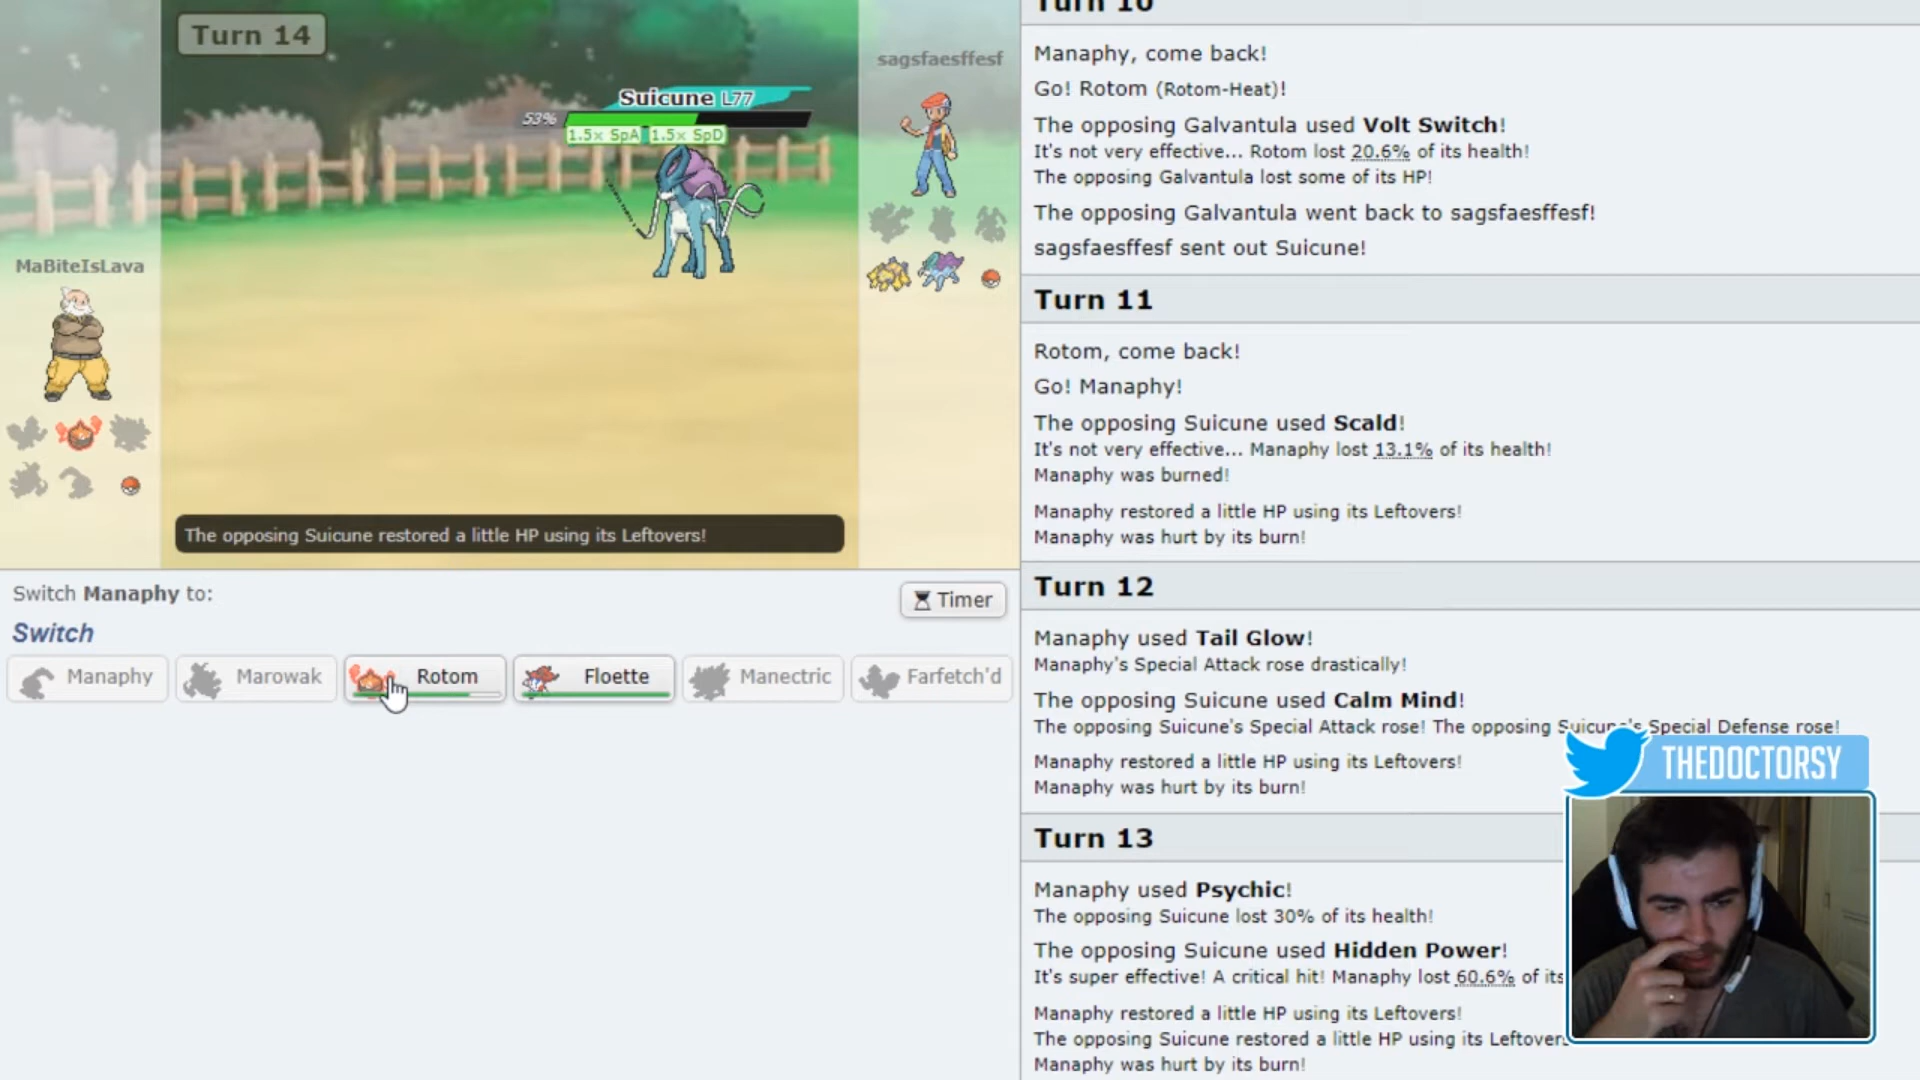 Turn 14
sagsfaesffesf
Suicune L77
53%
1.5× SpA 1.5× SpD
MaBiteIsLava
The opposing Suicune restored a little HP using its Leftovers!
Switch Manaphy to:
Timer
Switch
Manaphy
Marowak
Rotom
Floette
Manectric
Farfetch'd
Turn 10
Manaphy, come back!
Go! Rotom (Rotom-Heat)!
The opposing Galvantula used Volt Switch!
It's not very effective... Rotom lost 20.6% of its health!
The opposing Galvantula lost some of its HP!
The opposing Galvantula went back to sagsfaesffesf!
sagsfaesffesf sent out Suicune!
Turn 11
Rotom, come back!
Go! Manaphy!
The opposing Suicune used Scald!
It's not very effective... Manaphy lost 13.1% of its health!
Manaphy was burned!
Manaphy restored a little HP using its Leftovers!
Manaphy was hurt by its burn!
Turn 12
Manaphy used Tail Glow!
Manaphy's Special Attack rose drastically!
The opposing Suicune used Calm Mind!
The opposing Suicune's Special Attack rose! The opposing Suicune's Special Defense rose!
Manaphy restored a little HP using its Leftovers!
Manaphy was hurt by its burn!
THEDOCTORSY
Turn 13
Manaphy used Psychic!
The opposing Suicune lost 30% of its health!
The opposing Suicune used Hidden Power!
It's super effective! A critical hit! Manaphy lost 60.6% of its
Manaphy restored a little HP using its Leftovers!
The opposing Suicune restored a little HP using its Leftovers
Manaphy was hurt by its burn!